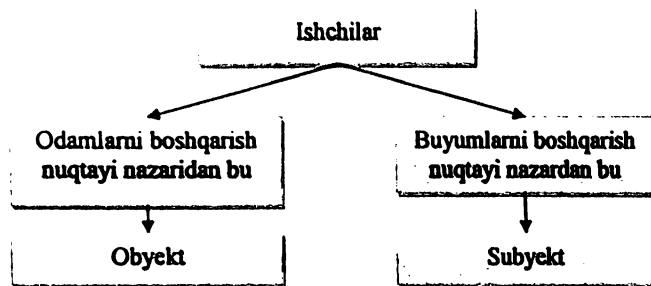 Ishchilar
Odamlarni boshqarish
nuqtayi nazaridan bu
Buyumlarni boshqarish
nuqtayi nazardan bu
Obyekt
Subyekt